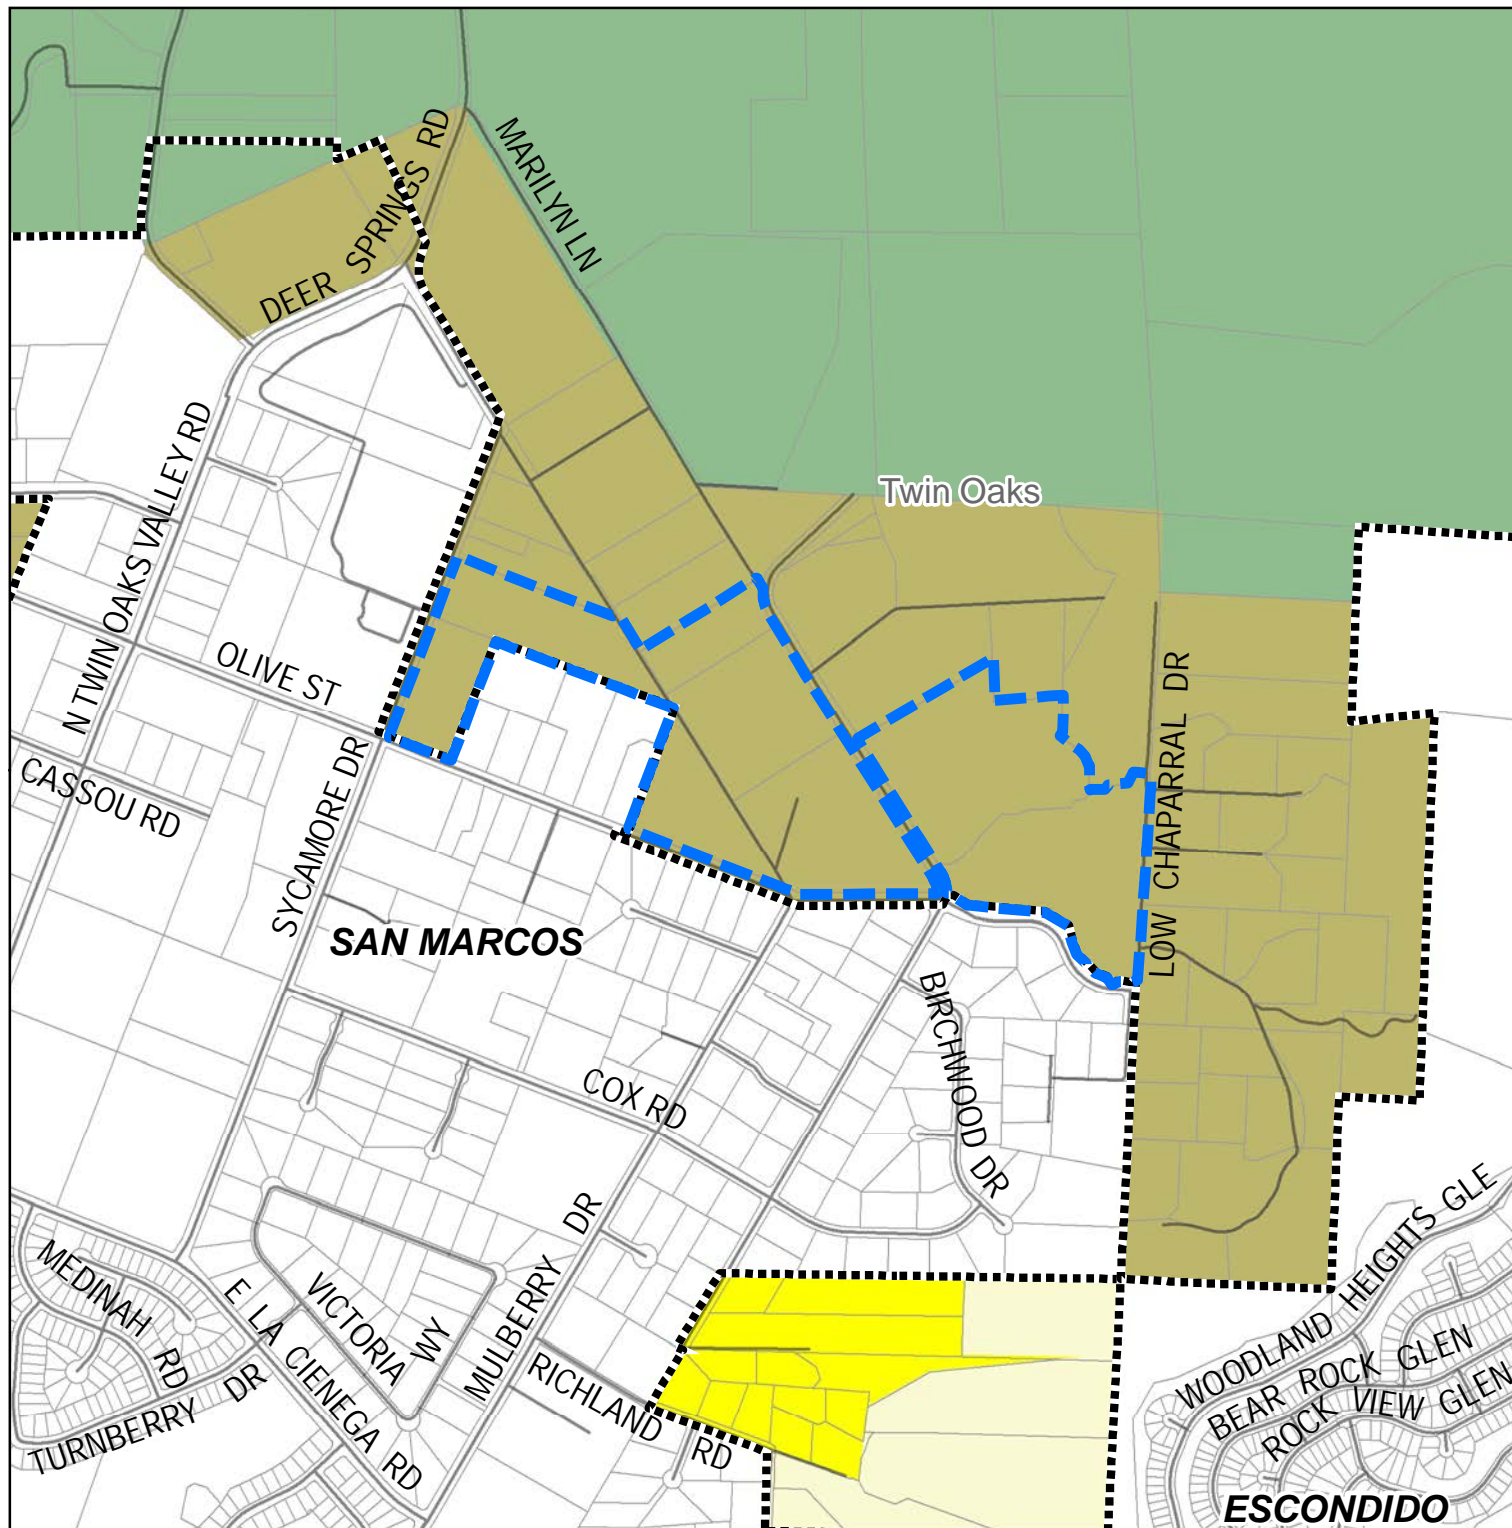 DEER SPRINGS RD
MARILYN LN
Twin Oaks
N TWIN OAKS VALLEY RD
OLIVE ST
CASSOU RD
SYCAMORE DR
LOW CHAPARRAL DR
SAN MARCOS
BIRCHWOOD DR
COX RD
MULBERRY DR
MEDINAH RD
VICTORIA WY
E LA CIENEGA RD
TURNBERRY DR
RICHLAND RD
WOODLAND HEIGHTS GLE
BEAR ROCK GLEN
ROCK VIEW GLEN
ESCONDIDO